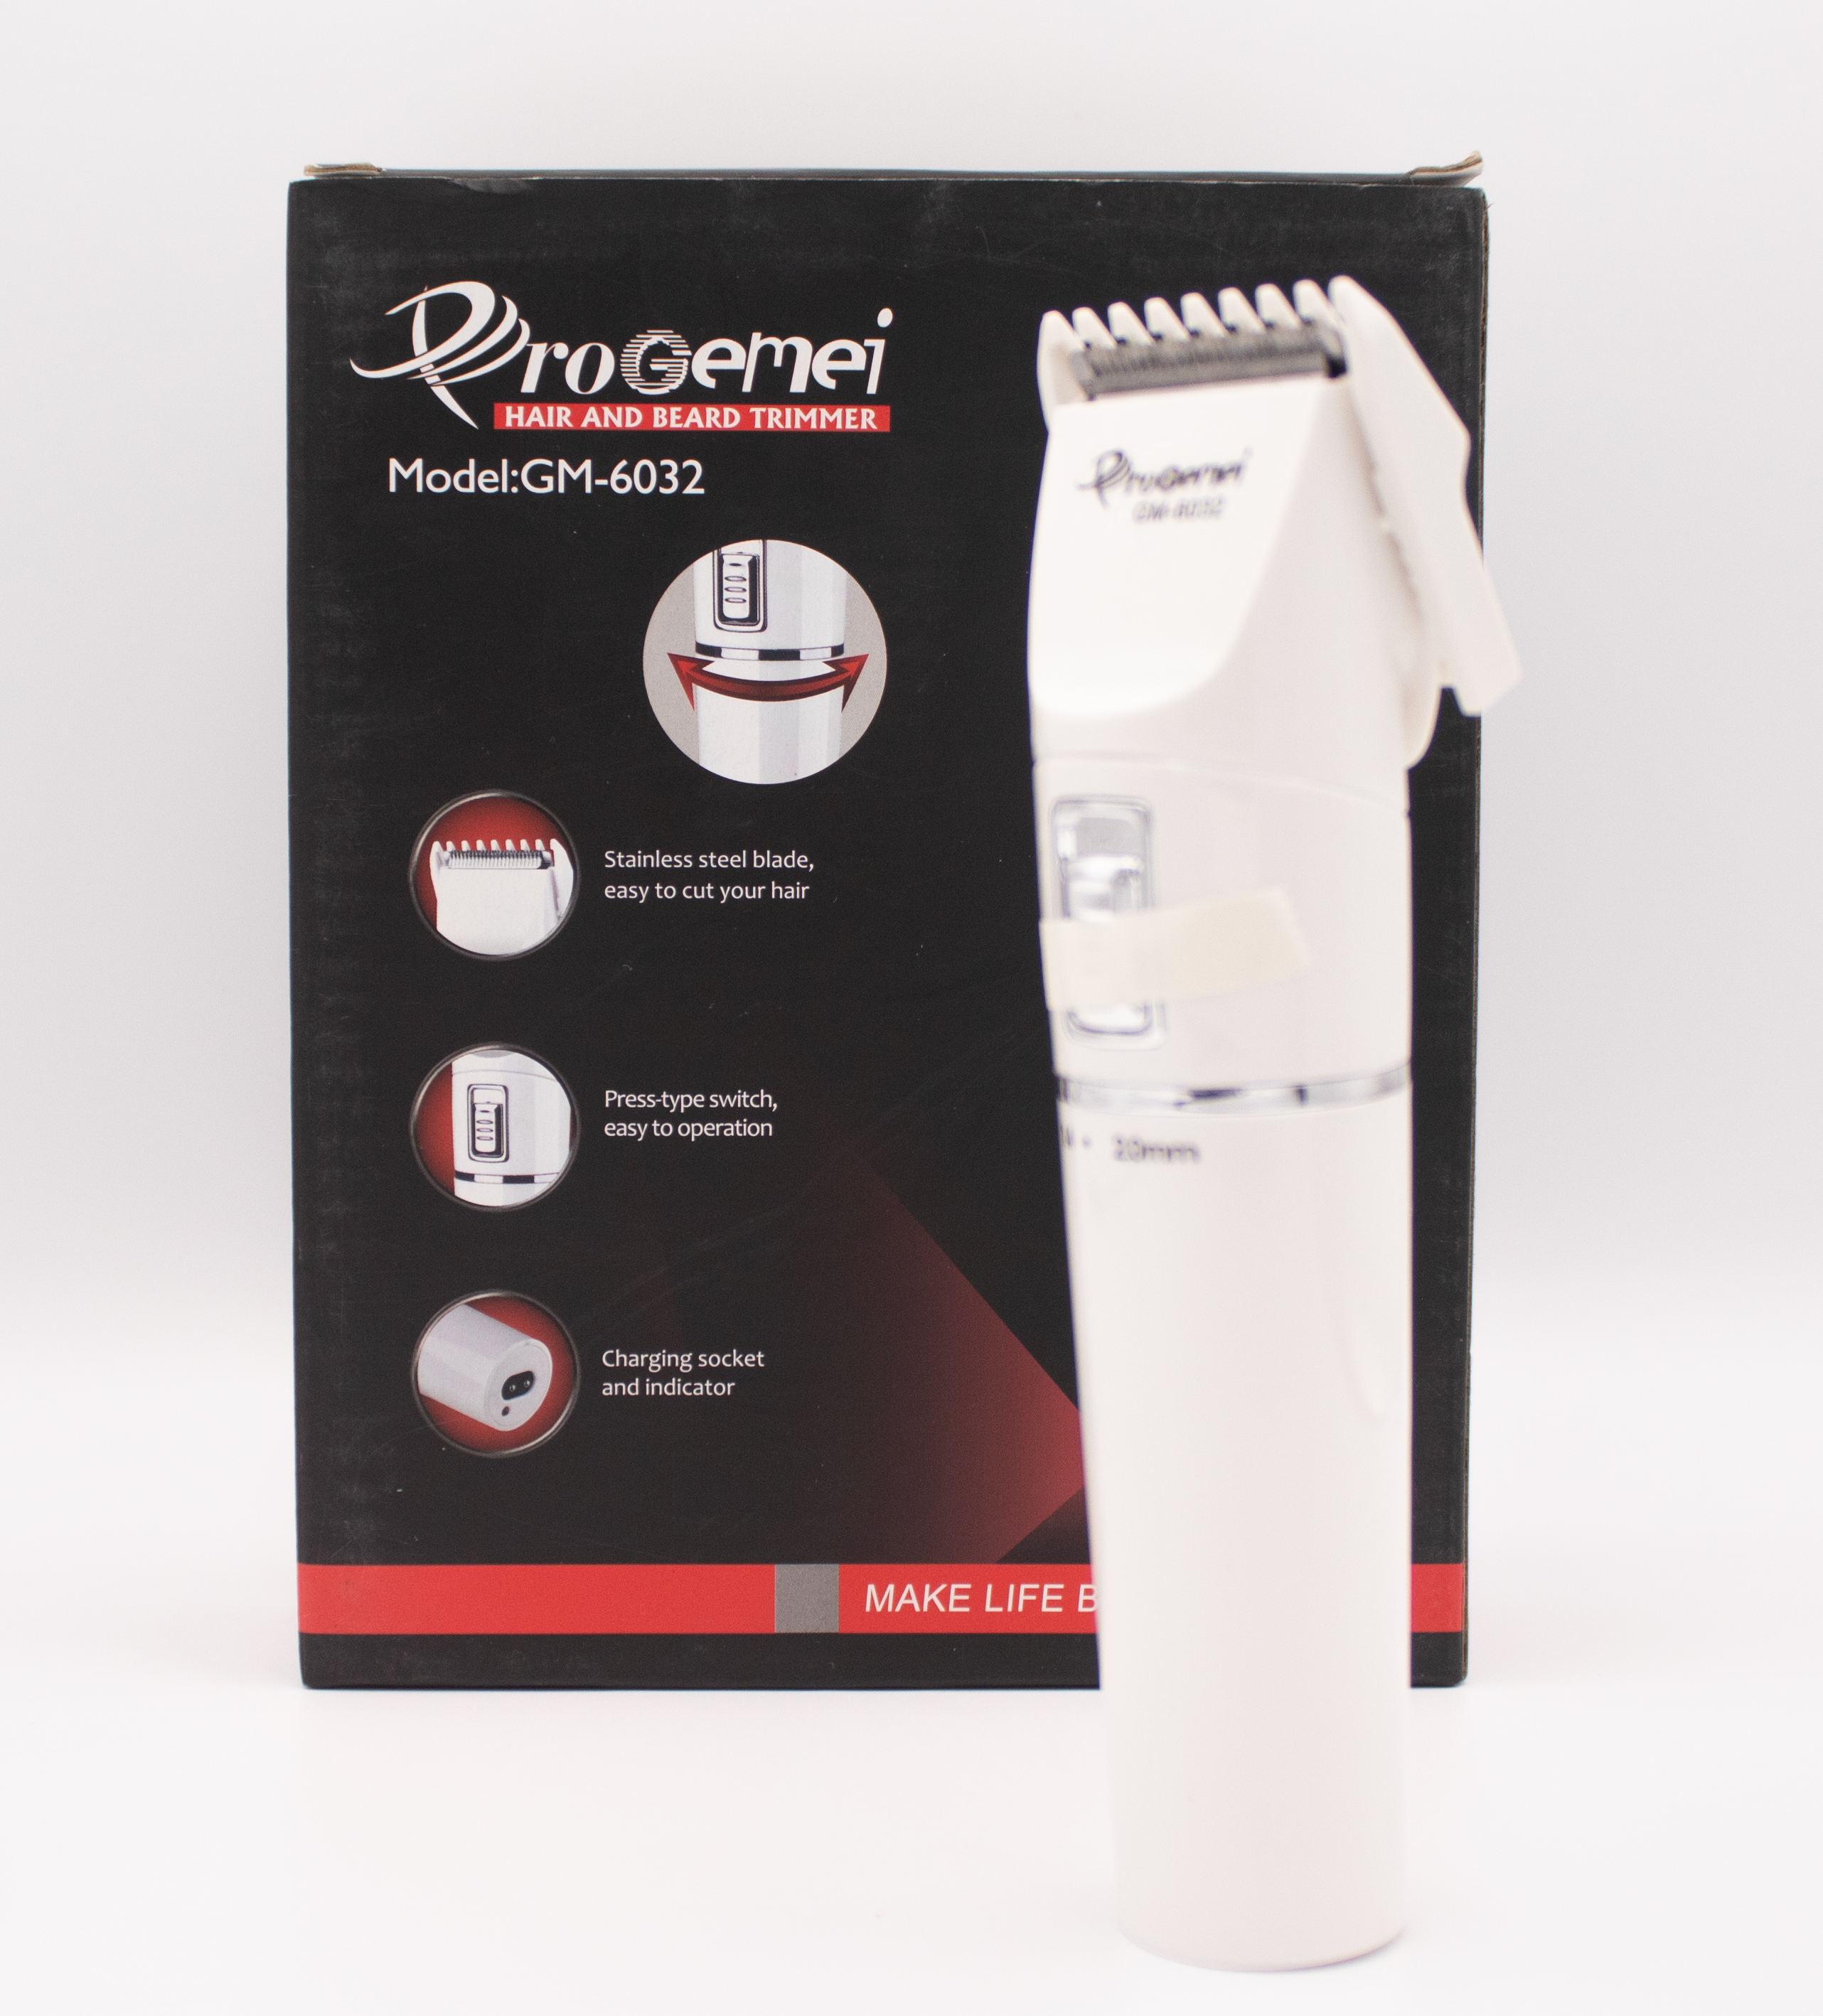 ProGemei
HAIR AND BEARD TRIMMER
Model:GM-6032
Stainless steel blade,
easy to cut your hair
Press-type switch,
easy to operation
Charging socket
and indicator
MAKE LIFE B
ProGemei
GM-6032
mm